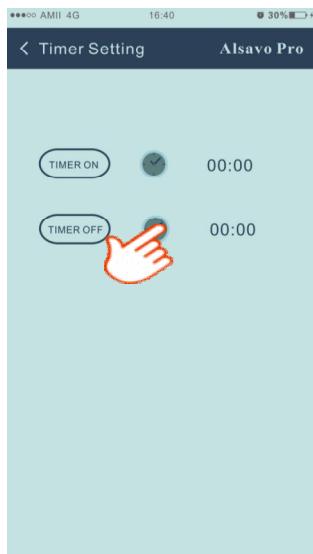 AMII 4G 16:40 30%
< Timer Setting Alsavo Pro
TIMER ON 00:00
TIMER OFF 00:00